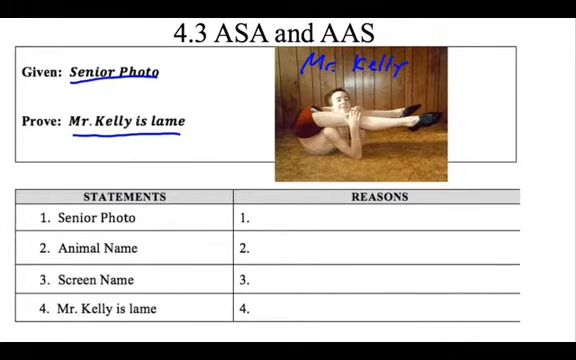 4.3 ASA and AAS
Given: Senior Photo
Mr. Kelly
Prove: Mr. Kelly is lame
STATEMENTS REASONS
1. Senior Photo 1.
2. Animal Name 2.
3. Screen Name 3.
4. Mr. Kelly is lame 4.